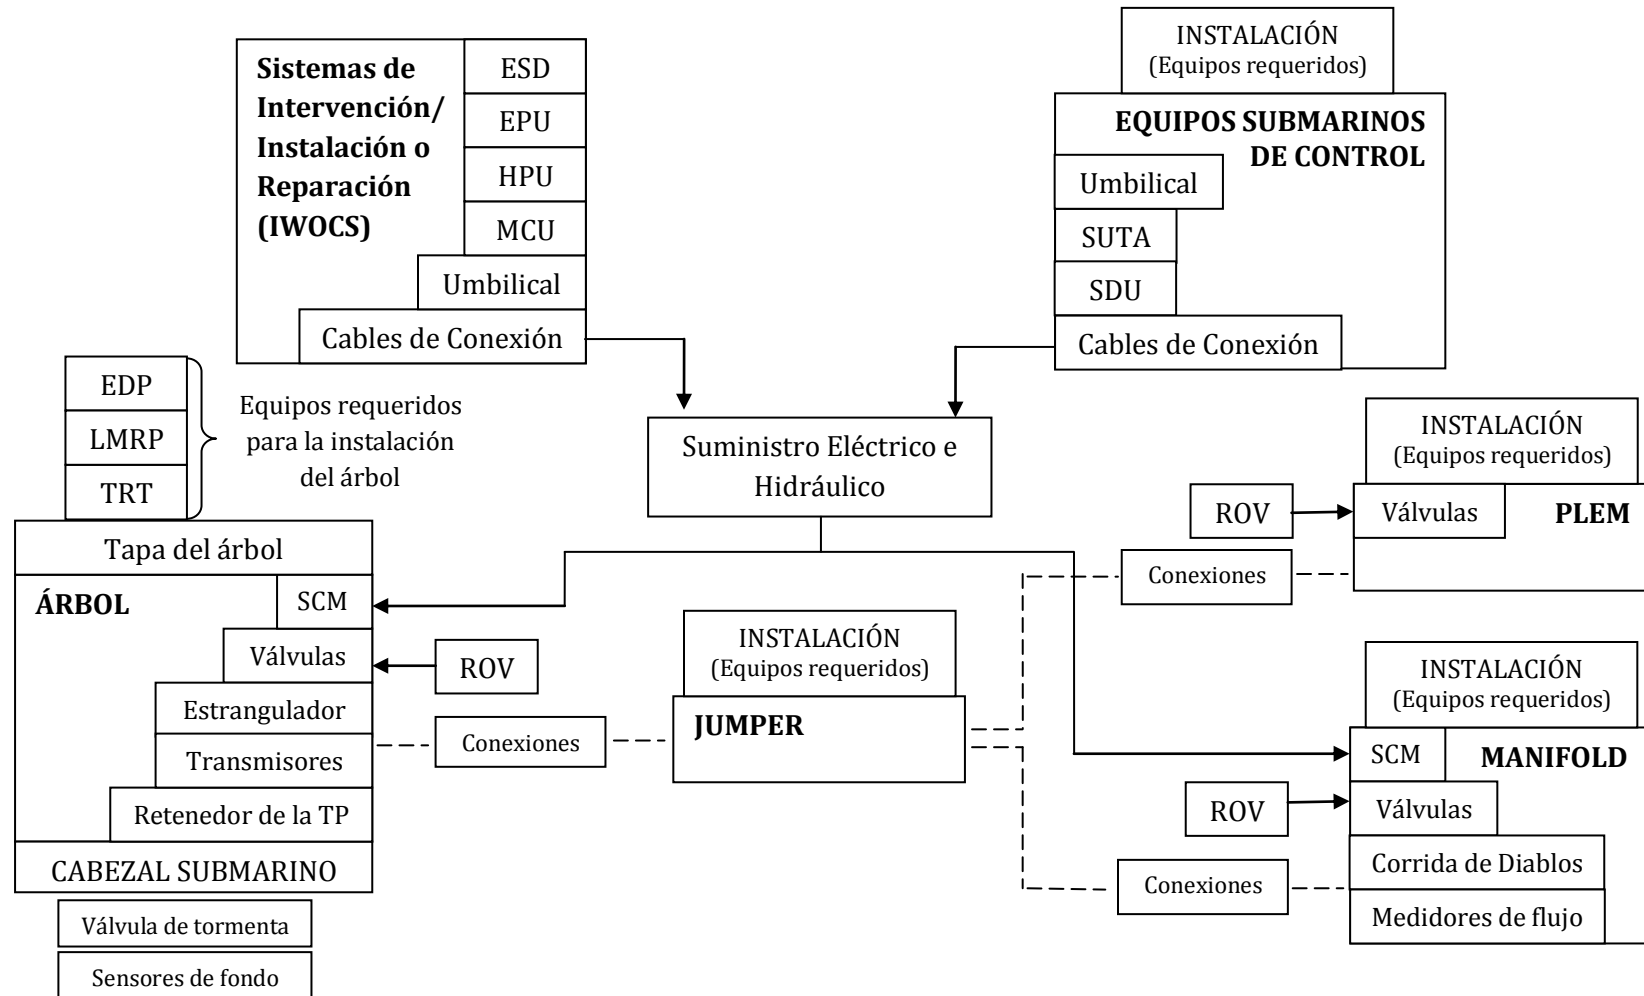 Sistemas de
Intervención/
Instalación o
Reparación
(IWOCS)
ESD
EPU
HPU
MCU
Umbilical
Cables de Conexión
INSTALACIÓN
(Equipos requeridos)
EQUIPOS SUBMARINOS
DE CONTROL
Umbilical
SUTA
SDU
Cables de Conexión
EDP
LMRP
TRT
Equipos requeridos
para la instalación
del árbol
Suministro Eléctrico e
Hidráulico
INSTALACIÓN
(Equipos requeridos)
ROV
Válvulas
PLEM
Conexiones
Tapa del árbol
ÁRBOL
SCM
Válvulas
ROV
Estrangulador
Transmisores
Retenedor de la TP
CABEZAL SUBMARINO
Válvula de tormenta
Sensores de fondo
Conexiones
INSTALACIÓN
(Equipos requeridos)
JUMPER
INSTALACIÓN
(Equipos requeridos)
SCM
MANIFOLD
ROV
Válvulas
Corrida de Diablos
Conexiones
Medidores de flujo